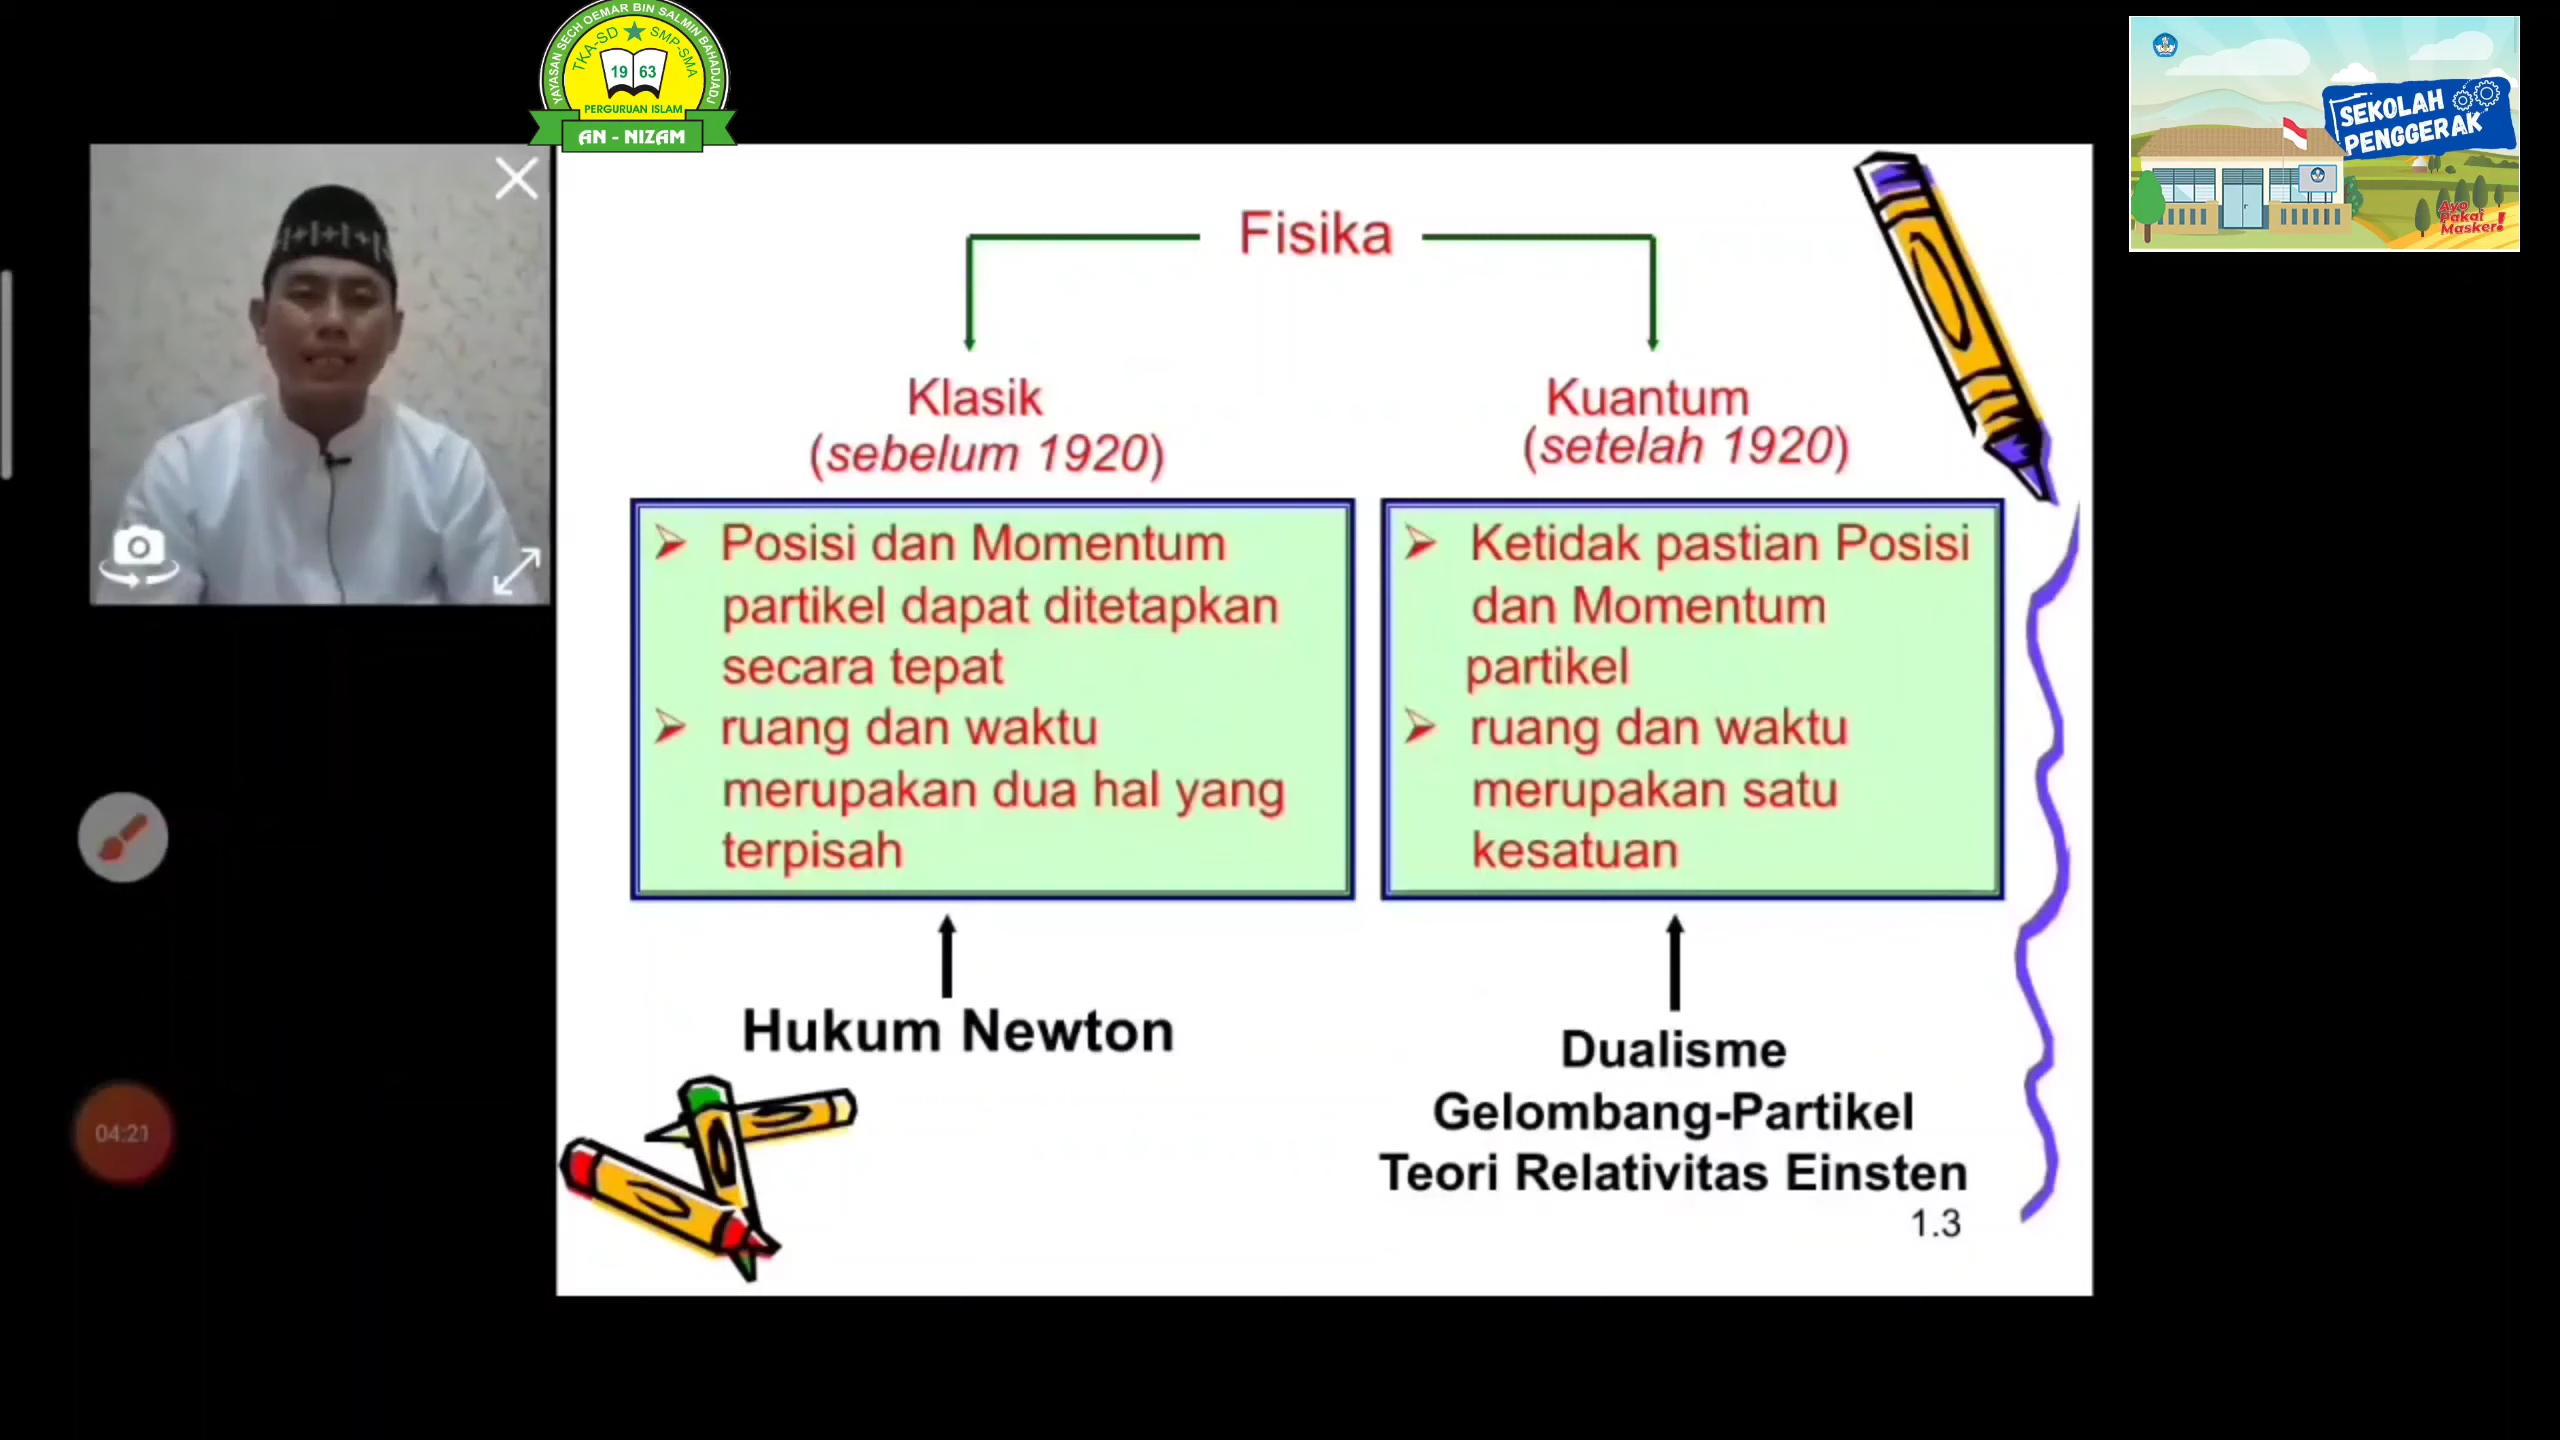 YAYASAN SECH OEMAR BIN SALMIN BAHADJADJ
TKA-SD SMP-SMA
19 63
PERGURUAN ISLAM
AN - NIZAM
SEKOLAH
PENGGERAK
Ayo
Pakai
Masker!
Fisika
Klasik
(sebelum 1920)
➢ Posisi dan Momentum
partikel dapat ditetapkan
secara tepat
➢ ruang dan waktu
merupakan dua hal yang
terpisah
Hukum Newton
Kuantum
(setelah 1920)
➢ Ketidak pastian Posisi
dan Momentum
partikel
➢ ruang dan waktu
merupakan satu
kesatuan
Dualisme
Gelombang-Partikel
Teori Relativitas Einsten
1.3
04:21